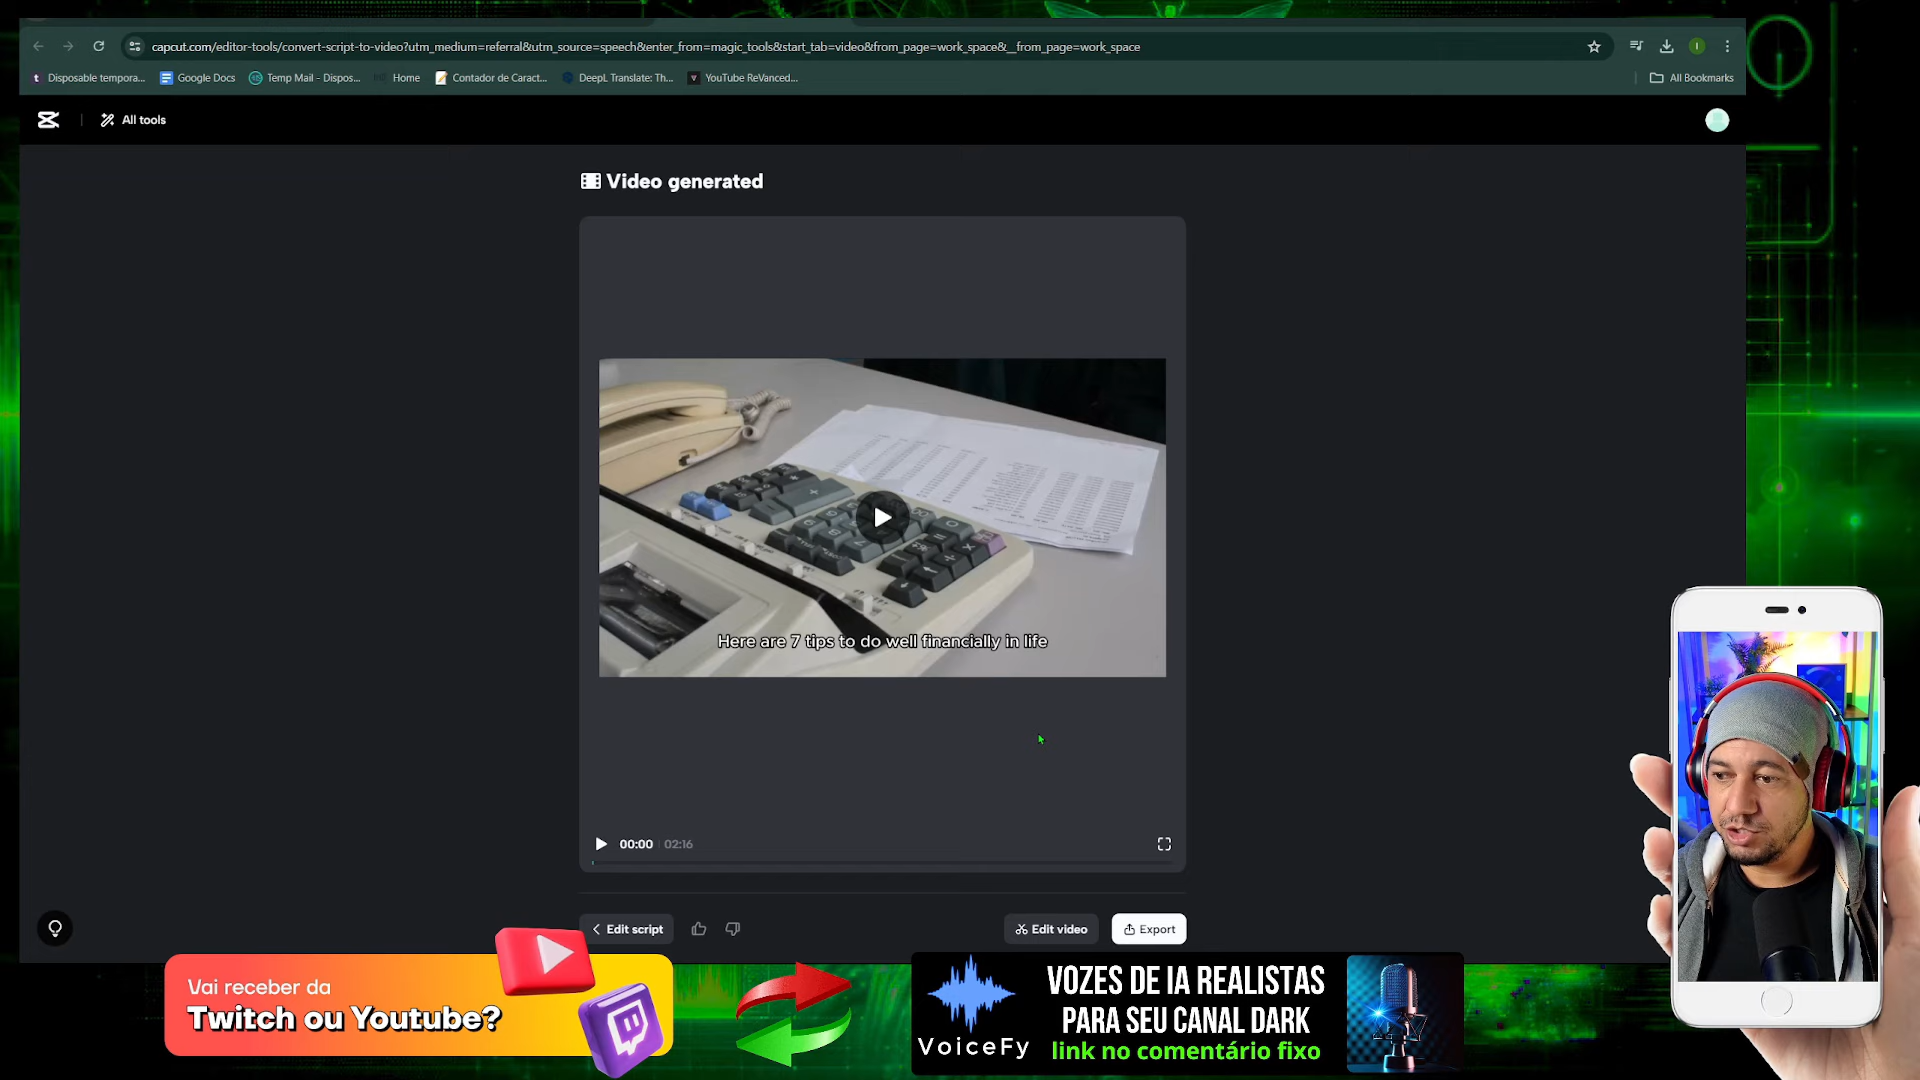 capcut.com/editor-tools/convert-script-to-video?utm_medium=referral&utm_source=speech&enter_from=magic_tools&start_tab=video&from_page=work_space&__from_page=work_space
Disposable tempora... Google Docs Temp Mail - Dispos... Home Contador de Caract... DeepL Translate: Th... YouTube ReVanced... All Bookmarks
All tools
Video generated
Here are 7 tips to do well financially in life
00:00 02:16
Edit script Edit video Export
Vai receber da
Twitch ou Youtube?
VoiceFy
VOZES DE IA REALISTAS
PARA SEU CANAL DARK
link no comentário fixo